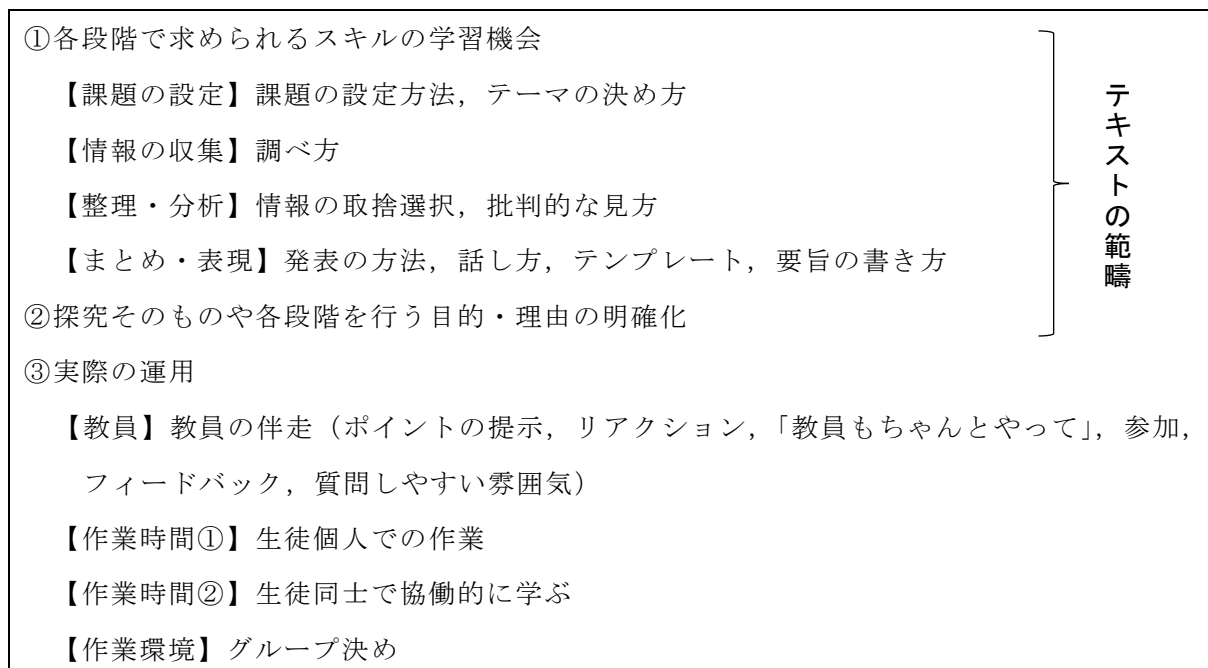 ①各段階で求められるスキルの学習機会
【課題の設定】課題の設定方法，テーマの決め方
【情報の収集】調べ方
【整理・分析】情報の取捨選択，批判的な見方
【まとめ・表現】発表の方法，話し方，テンプレート，要旨の書き方
②探究そのものや各段階を行う目的・理由の明確化
テキストの範疇
③実際の運用
【教員】教員の伴走（ポイントの提示，リアクション，「教員もちゃんとやって」，参加，
フィードバック，質問しやすい雰囲気）
【作業時間①】生徒個人での作業
【作業時間②】生徒同士で協働的に学ぶ
【作業環境】グループ決め